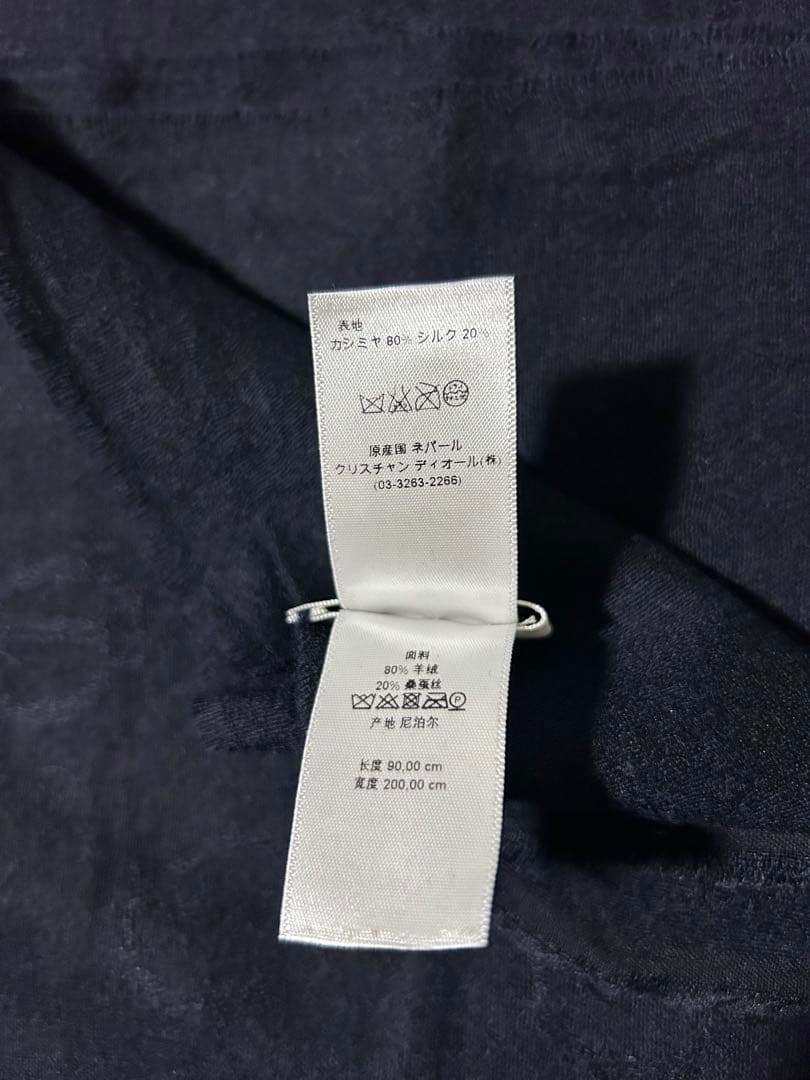 表地
カシミヤ 80% シルク 20%
原産国 ネパール
クリスチャン ディオール(株)
(03-3263-2266)
面料
80% 羊绒
20% 桑蚕丝
P
产地 尼泊尔
长度 90,00 cm
宽度 200,00 cm